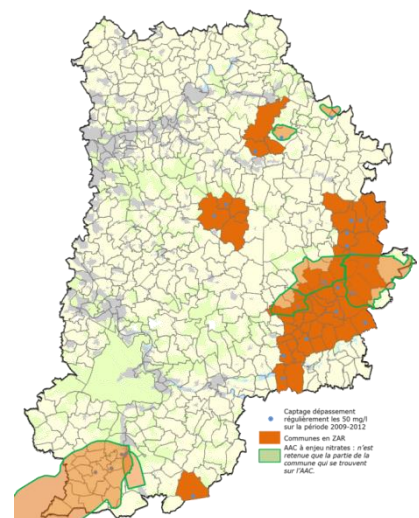 Captage dépassement
régulièrement les 50 mg/l
sur la période 2009-2012
Communes en ZAR
AAC à enjeu nitrates : n'est
retenue que la partie de la
commune qui se trouvent
sur l'AAC.